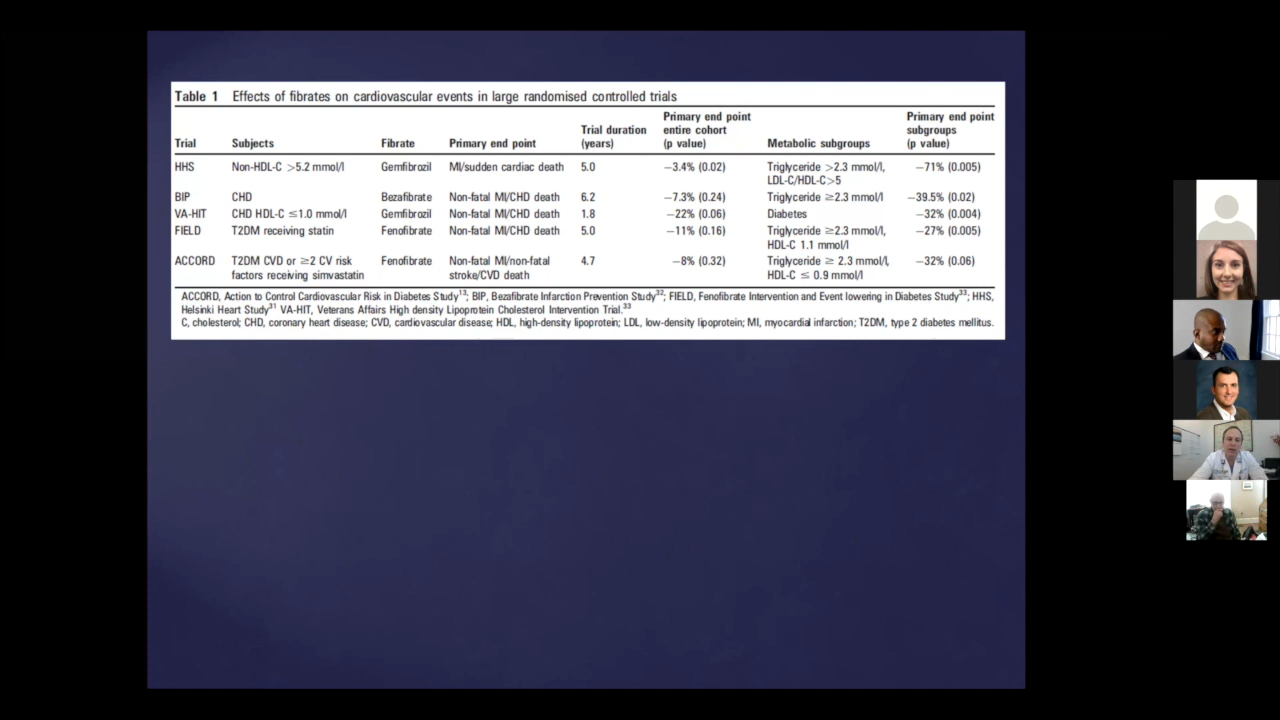 Table 1 Effects of fibrates on cardiovascular events in large randomised controlled trials
Trial Subjects Fibrate Primary end point Trial duration (years) Primary end point entire cohort (p value) Metabolic subgroups Primary end point subgroups (p value)
HHS Non-HDL-C >5.2 mmol/l Gemfibrozil MI/sudden cardiac death 5.0 −3.4% (0.02) Triglyceride >2.3 mmol/l, LDL-C/HDL-C>5 −71% (0.005)
BIP CHD Bezafibrate Non-fatal MI/CHD death 6.2 −7.3% (0.24) Triglyceride ≥2.3 mmol/l −39.5% (0.02)
VA-HIT CHD HDL-C ≤1.0 mmol/l Gemfibrozil Non-fatal MI/CHD death 1.8 −22% (0.06) Diabetes −32% (0.004)
FIELD T2DM receiving statin Fenofibrate Non-fatal MI/CHD death 5.0 −11% (0.16) Triglyceride ≥2.3 mmol/l, HDL-C 1.1 mmol/l −27% (0.005)
ACCORD T2DM CVD or ≥2 CV risk factors receiving simvastatin Fenofibrate Non-fatal MI/non-fatal stroke/CVD death 4.7 −8% (0.32) Triglyceride ≥ 2.3 mmol/l, HDL-C ≤ 0.9 mmol/l −32% (0.06)
ACCORD, Action to Control Cardiovascular Risk in Diabetes Study13; BIP, Bezafibrate Infarction Prevention Study32; FIELD, Fenofibrate Intervention and Event lowering in Diabetes Study33; HHS,
Helsinki Heart Study31 VA-HIT, Veterans Affairs High density Lipoprotein Cholesterol Intervention Trial.33
C, cholesterol; CHD, coronary heart disease; CVD, cardiovascular disease; HDL, high-density lipoprotein; LDL, low-density lipoprotein; MI, myocardial infarction; T2DM, type 2 diabetes mellitus.